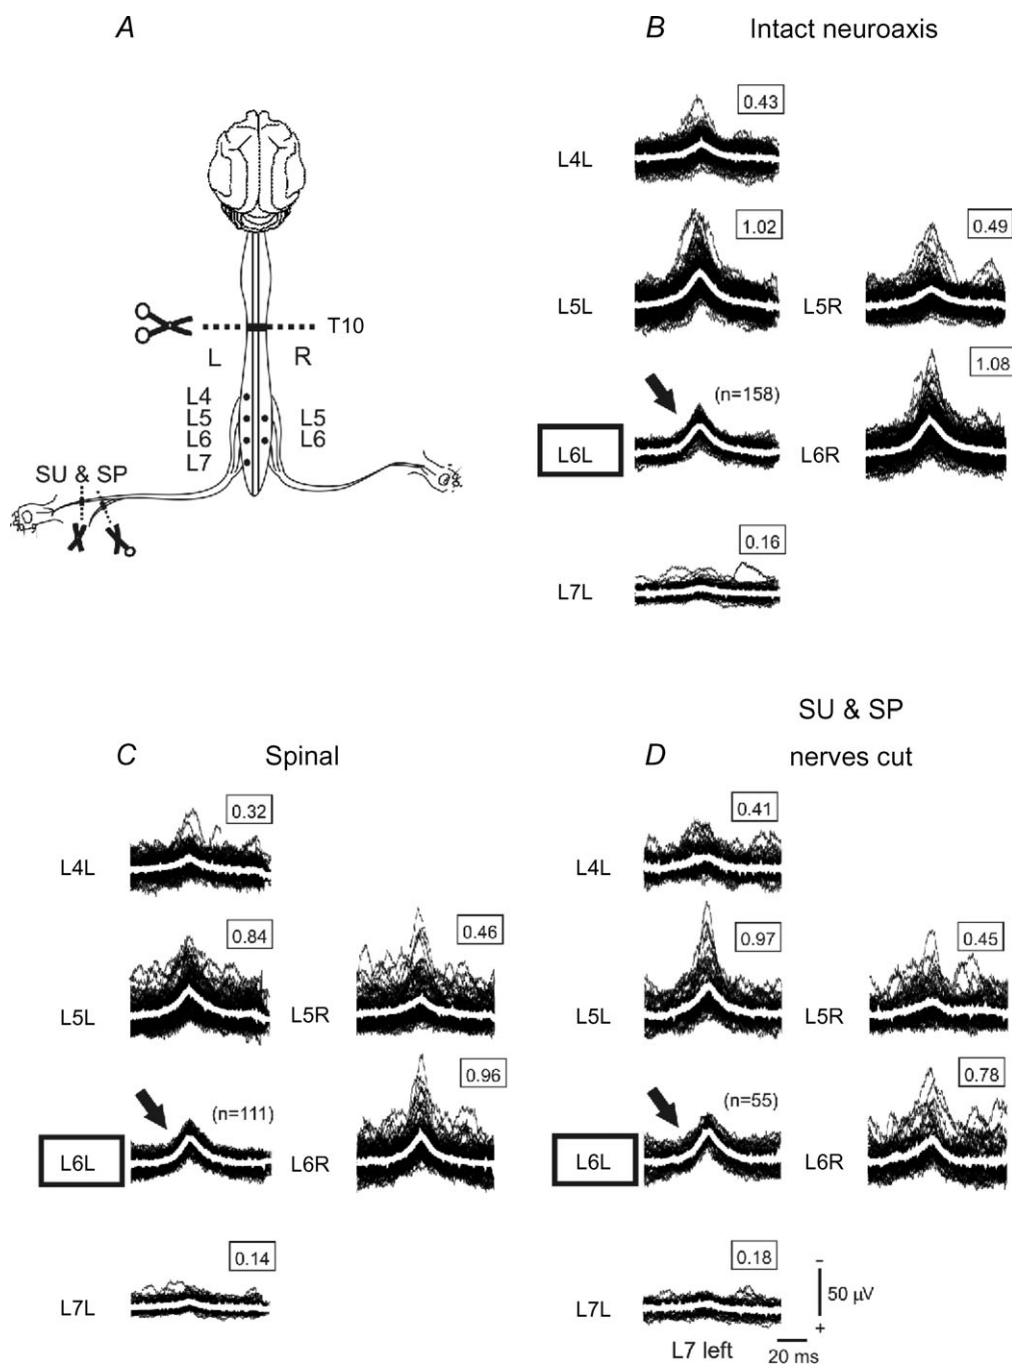 A
T10
L R
L4
L5 L5
L6 L6
L7
SU & SP
B Intact neuroaxis
0.43
L4L
1.02 0.49
L5L L5R
(n=158) 1.08
L6L L6R
0.16
L7L
C Spinal
0.32
L4L
0.84 0.46
L5L L5R
(n=111) 0.96
L6L L6R
0.14
L7L
SU & SP
D nerves cut
0.41
L4L
0.97 0.45
L5L L5R
(n=55) 0.78
L6L L6R
0.18
L7L
−
50 μV
+
L7 left 20 ms